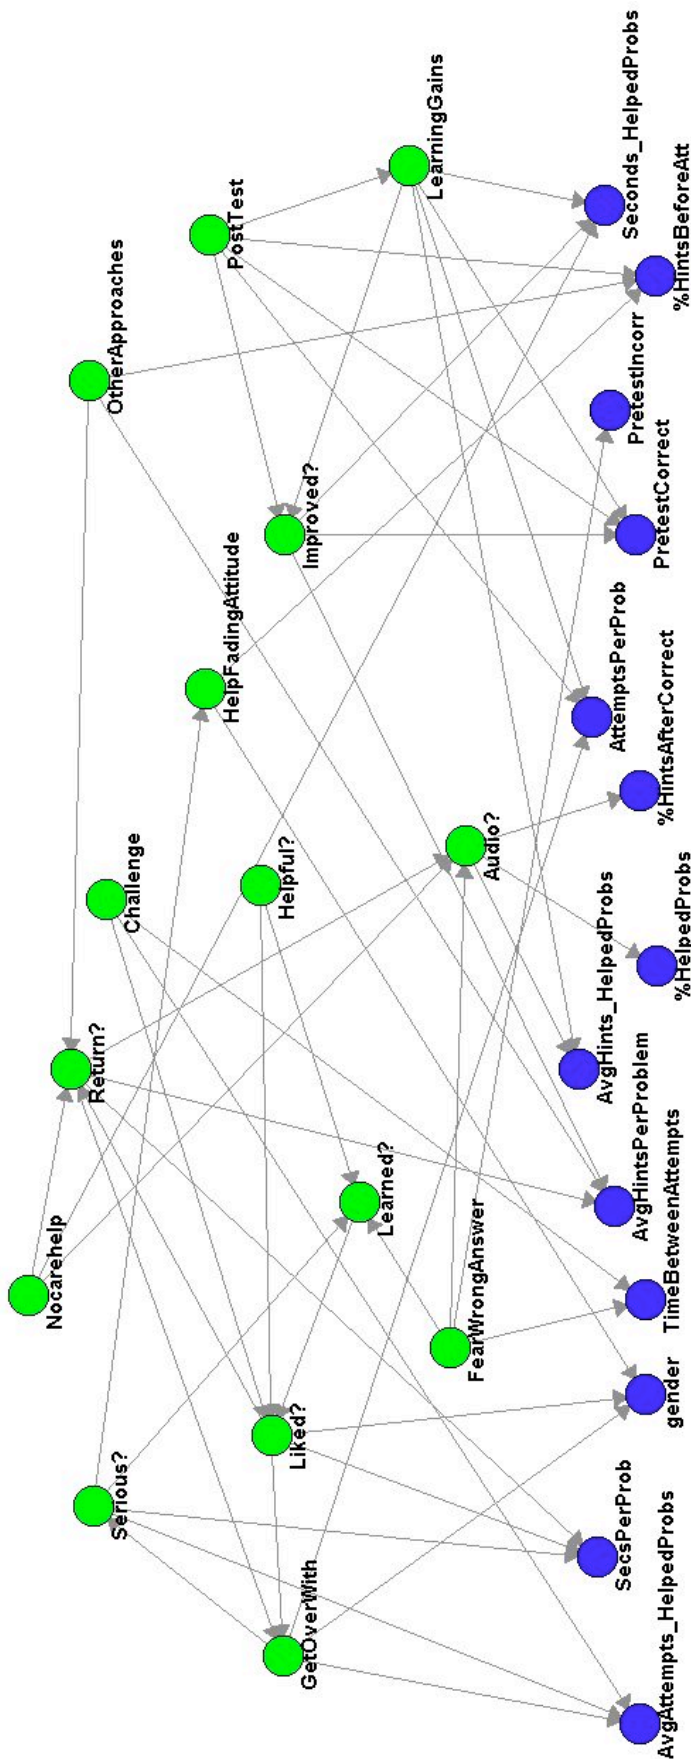 Nocarehelp
Return?
OtherApproaches
Serious?
Challenge
HelpFadingAttitude
PostTest
Liked?
GetOverWith
Helpful?
Improved?
Learned?
LearningGains
FearWrongAnswer
Audio?
AvgAttempts_HelpedProbs
SecsPerProb
gender
TimeBetweenAttempts
AvgHintsPerProblem
AvgHints_HelpedProbs
%HelpedProbs
%HintsAfterCorrect
AttemptsPerProb
PretestCorrect
PretestIncorr
%HintsBeforeAtt
Seconds_HelpedProbs